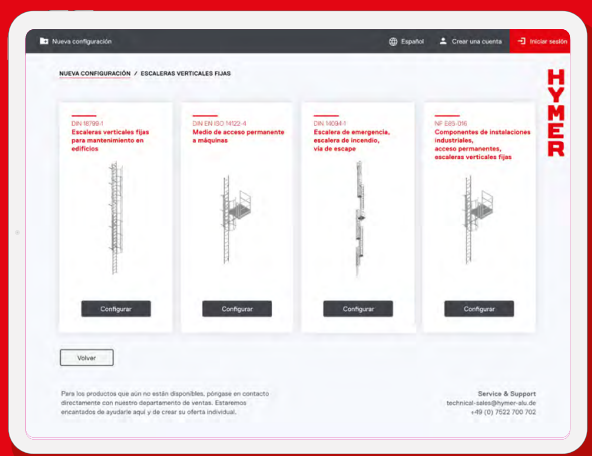 Nueva configuración
Español
Crear una cuenta
Iniciar sesión
NUEVA CONFIGURACIÓN / ESCALERAS VERTICALES FIJAS
HYMER
DIN 18799-1
Escaleras verticales fijas
para mantenimiento en
edificios
Configurar
DIN EN ISO 14122-4
Medio de acceso permanente
a máquinas
Configurar
DIN 14094-1
Escalera de emergencia,
escalera de incendio,
vía de escape
Configurar
NF E85-016
Componentes de instalaciones
industriales,
acceso permanentes,
escaleras verticales fijas
Configurar
Volver
Para los productos que aún no están disponibles, póngase en contacto
directamente con nuestro departamento de ventas. Estaremos
encantados de ayudarle aquí y de crear su oferta individual.
Service & Support
technical-sales@hymer-alu.de
+49 (0) 7522 700 702